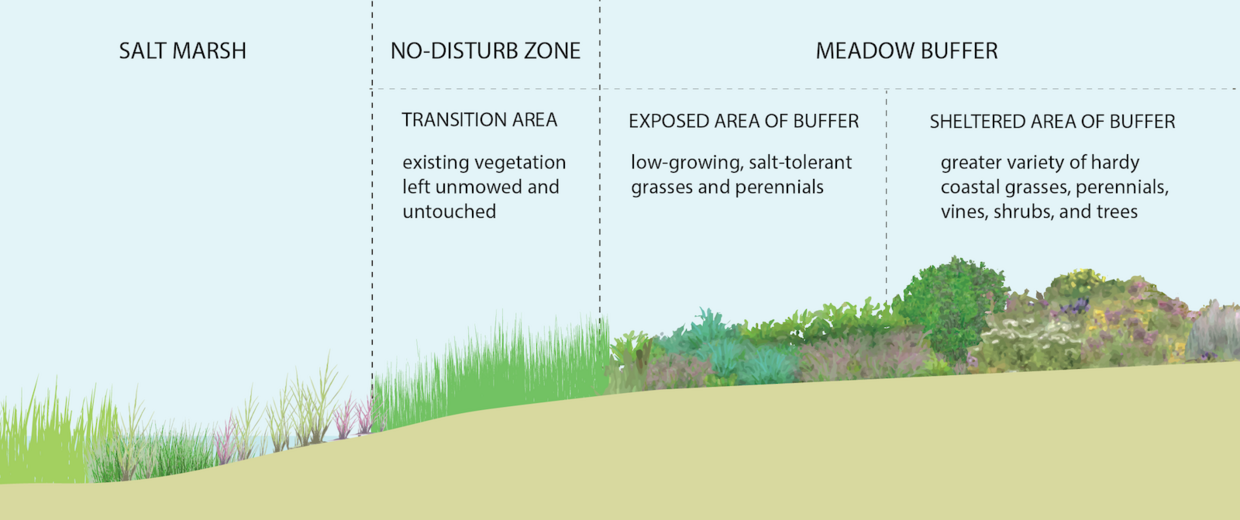 SALT MARSH
NO-DISTURB ZONE
MEADOW BUFFER
TRANSITION AREA
existing vegetation
left unmowed and
untouched
EXPOSED AREA OF BUFFER
low-growing, salt-tolerant
grasses and perennials
SHELTERED AREA OF BUFFER
greater variety of hardy
coastal grasses, perennials,
vines, shrubs, and trees